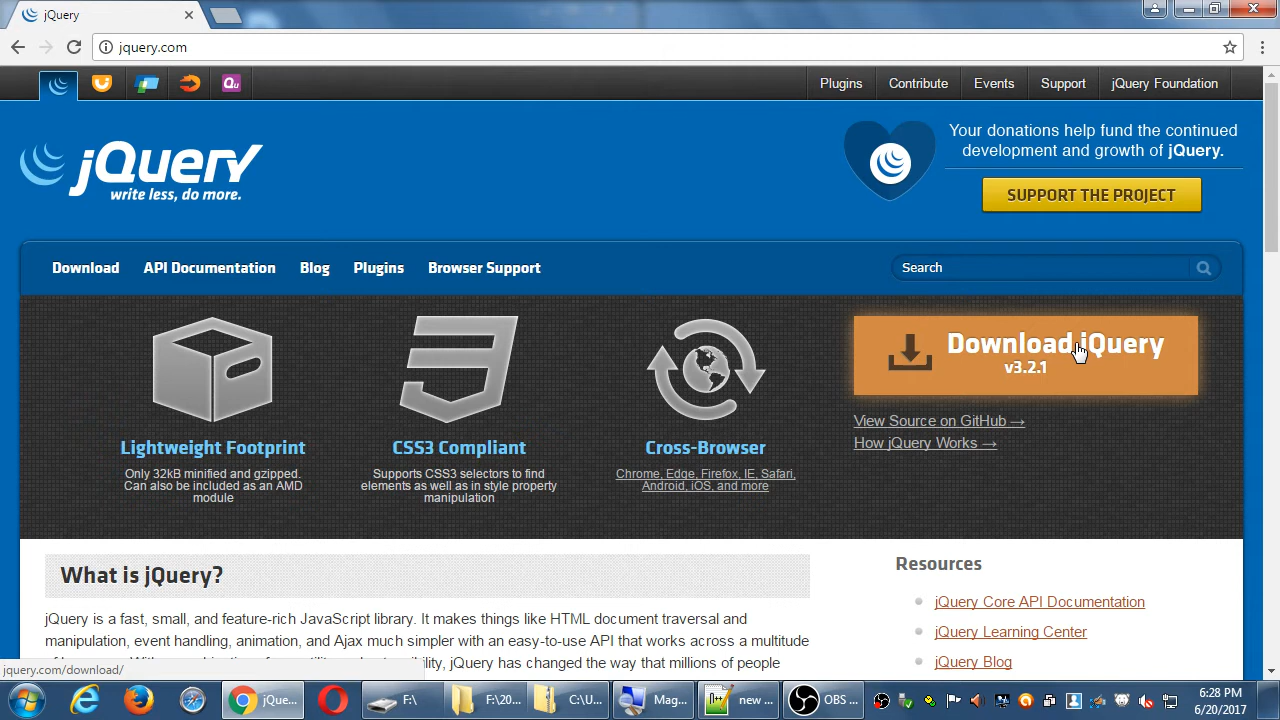 jQuery
jquery.com
Qu
Plugins
Contribute
Events
Support
jQuery Foundation
jQuery
write less, do more.
Your donations help fund the continued
development and growth of jQuery.
SUPPORT THE PROJECT
Download
API Documentation
Blog
Plugins
Browser Support
Search
Download jQuery
v3.2.1
View Source on GitHub →
How jQuery Works →
Lightweight Footprint
Only 32kB minified and gzipped.
Can also be included as an AMD
module
CSS3 Compliant
Supports CSS3 selectors to find
elements as well as in style property
manipulation
Cross-Browser
Chrome, Edge, Firefox, IE, Safari,
Android, iOS, and more
What is jQuery?
jQuery is a fast, small, and feature-rich JavaScript library. It makes things like HTML document traversal and
manipulation, event handling, animation, and Ajax much simpler with an easy-to-use API that works across a multitude
jQuery has changed the way that millions of people
Resources
jQuery Core API Documentation
jQuery Learning Center
jQuery Blog
jquery.com/download/
jQue...
F:\
F:\20...
C:\U...
Mag...
new ...
OBS ...
6:28 PM
6/20/2017